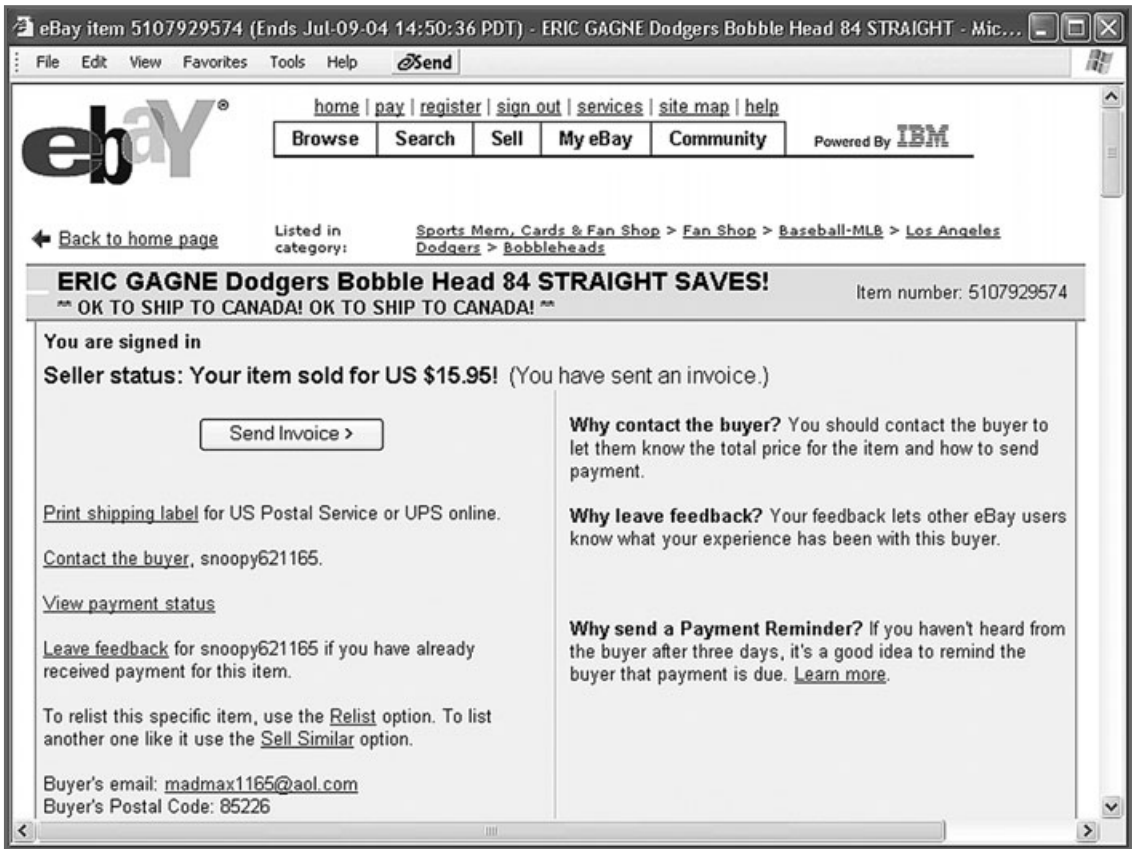 eBay item 5107929574 (Ends Jul-09-04 14:50:36 PDT) - ERIC GAGNE Dodgers Bobble Head 84 STRAIGHT - Mic...
File Edit View Favorites Tools Help Send
ebaY®
home | pay | register | sign out | services | site map | help
Browse Search Sell My eBay Community Powered By IBM
Back to home page
Listed in category:
Sports Mem, Cards & Fan Shop > Fan Shop > Baseball-MLB > Los Angeles
Dodgers > Bobbleheads
ERIC GAGNE Dodgers Bobble Head 84 STRAIGHT SAVES!
^^ OK TO SHIP TO CANADA! OK TO SHIP TO CANADA! ^^
Item number: 5107929574
You are signed in
Seller status: Your item sold for US $15.95! (You have sent an invoice.)
Send Invoice >
Print shipping label for US Postal Service or UPS online.
Contact the buyer, snoopy621165.
View payment status
Leave feedback for snoopy621165 if you have already
received payment for this item.
To relist this specific item, use the Relist option. To list
another one like it use the Sell Similar option.
Buyer's email: madmax1165@aol.com
Buyer's Postal Code: 85226
Why contact the buyer? You should contact the buyer to
let them know the total price for the item and how to send
payment.
Why leave feedback? Your feedback lets other eBay users
know what your experience has been with this buyer.
Why send a Payment Reminder? If you haven't heard from
the buyer after three days, it's a good idea to remind the
buyer that payment is due. Learn more.